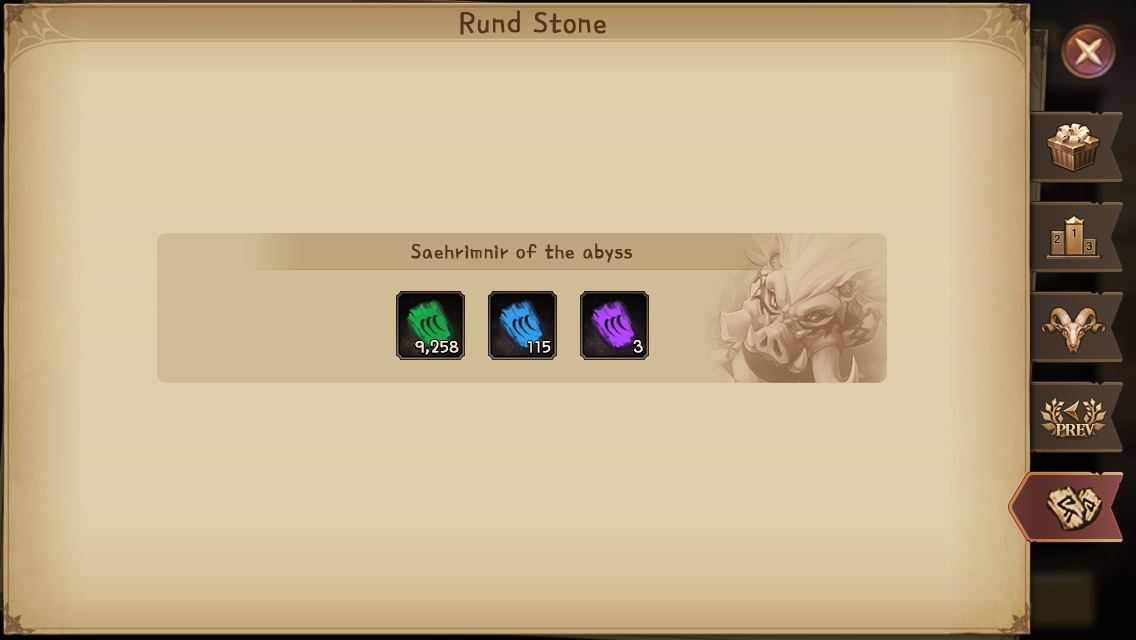 Rund Stone
Saehrimnir of the abyss
9,258
115
3
2
1
3
PREV